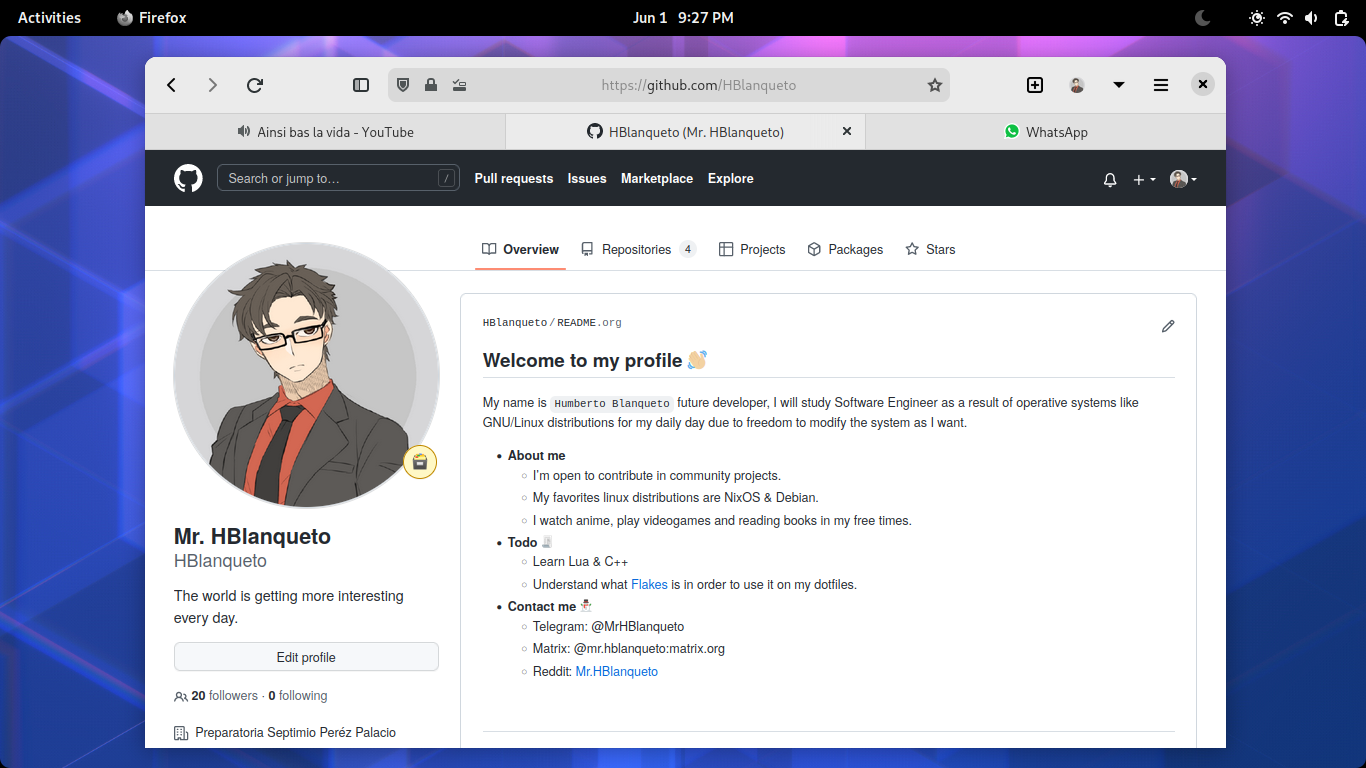 Activities
Firefox
Jun 1 9:27 PM
https://github.com/HBlanqueto
Ainsi bas la vida - YouTube
HBlanqueto (Mr. HBlanqueto)
WhatsApp
Search or jump to…
/
Pull requests
Issues
Marketplace
Explore
Overview
Repositories 4
Projects
Packages
Stars
Mr. HBlanqueto
HBlanqueto
The world is getting more interesting
every day.
Edit profile
20 followers · 0 following
Preparatoria Septimio Peréz Palacio
HBlanqueto / README.org
Welcome to my profile 👋🏼
My name is Humberto Blanqueto future developer, I will study Software Engineer as a result of operative systems like
GNU/Linux distributions for my daily day due to freedom to modify the system as I want.
• About me
◦ I'm open to contribute in community projects.
◦ My favorites linux distributions are NixOS & Debian.
◦ I watch anime, play videogames and reading books in my free times.
• Todo
◦ Learn Lua & C++
◦ Understand what Flakes is in order to use it on my dotfiles.
• Contact me
◦ Telegram: @MrHBlanqueto
◦ Matrix: @mr.hblanqueto:matrix.org
◦ Reddit: Mr.HBlanqueto